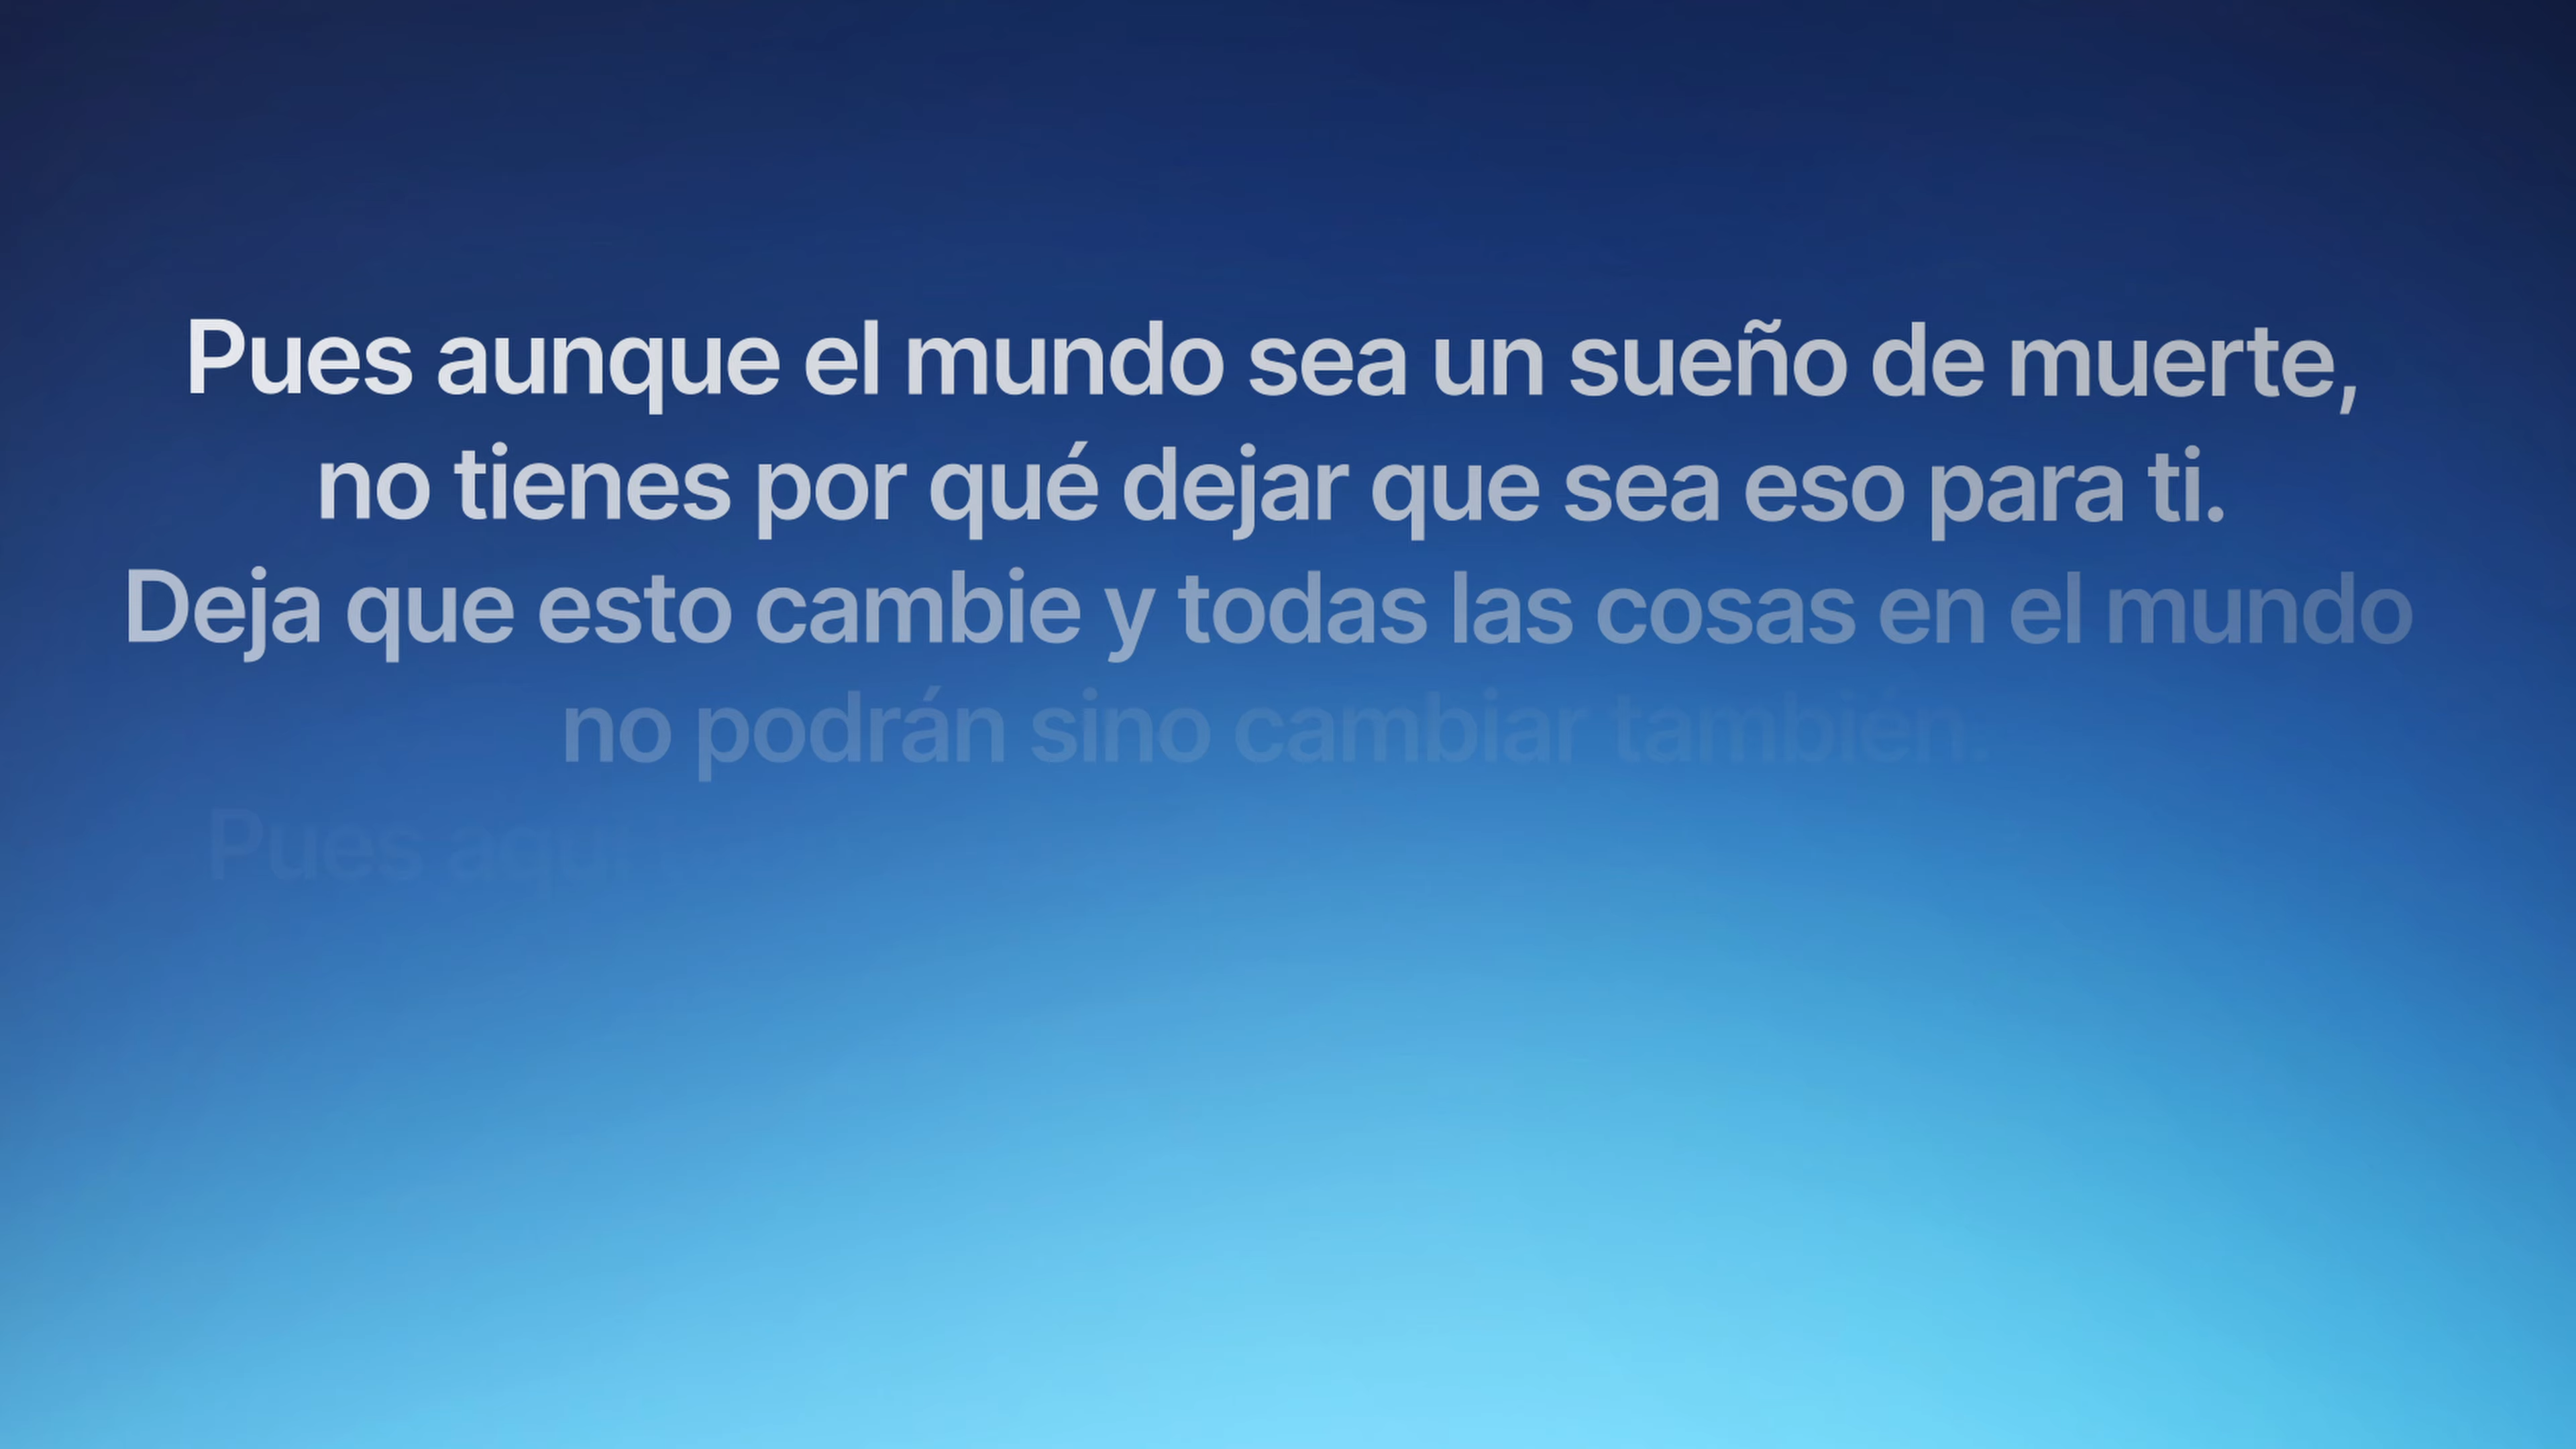 Pues aunque el mundo sea un sueño de muerte,
no tienes por qué dejar que sea eso para ti.
Deja que esto cambie y todas las cosas en el mundo
no podrán sino cambiar también.
Pues